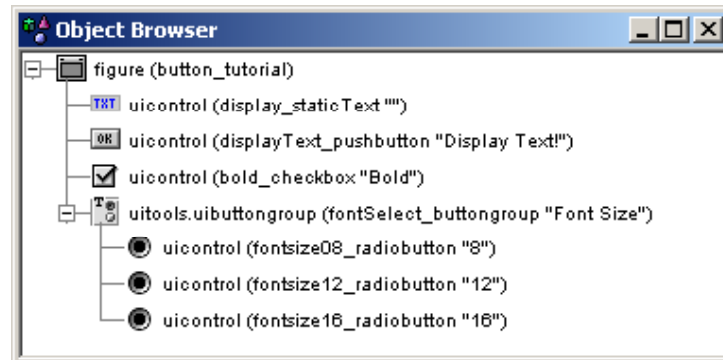 Object Browser
figure (button_tutorial)
TXT uicontrol (display_staticText "")
OK uicontrol (displayText_pushbutton "Display Text!")
uicontrol (bold_checkbox "Bold")
T uitools.uibuttongroup (fontSelect_buttongroup "Font Size")
uicontrol (fontsize08_radiobutton "8")
uicontrol (fontsize12_radiobutton "12")
uicontrol (fontsize16_radiobutton "16")